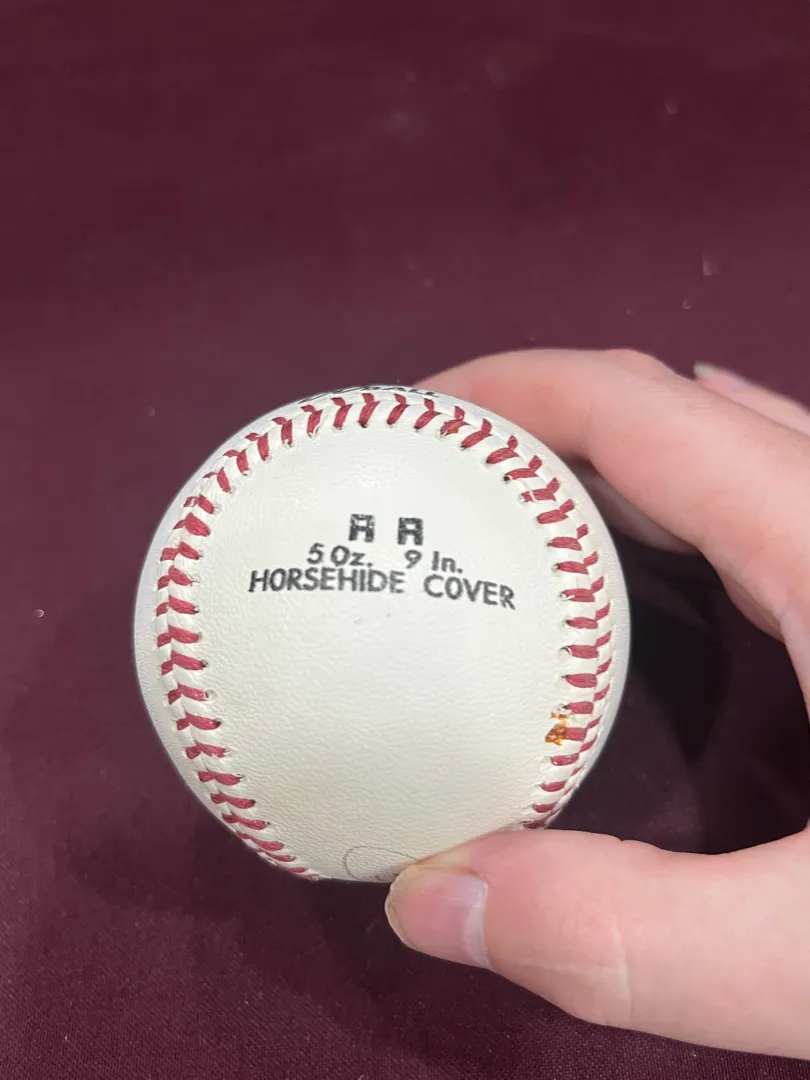 A A
5 Oz. 9 In.
HORSEHIDE COVER